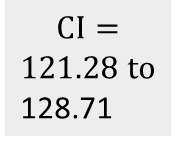 CI =
121.28 to
128.71